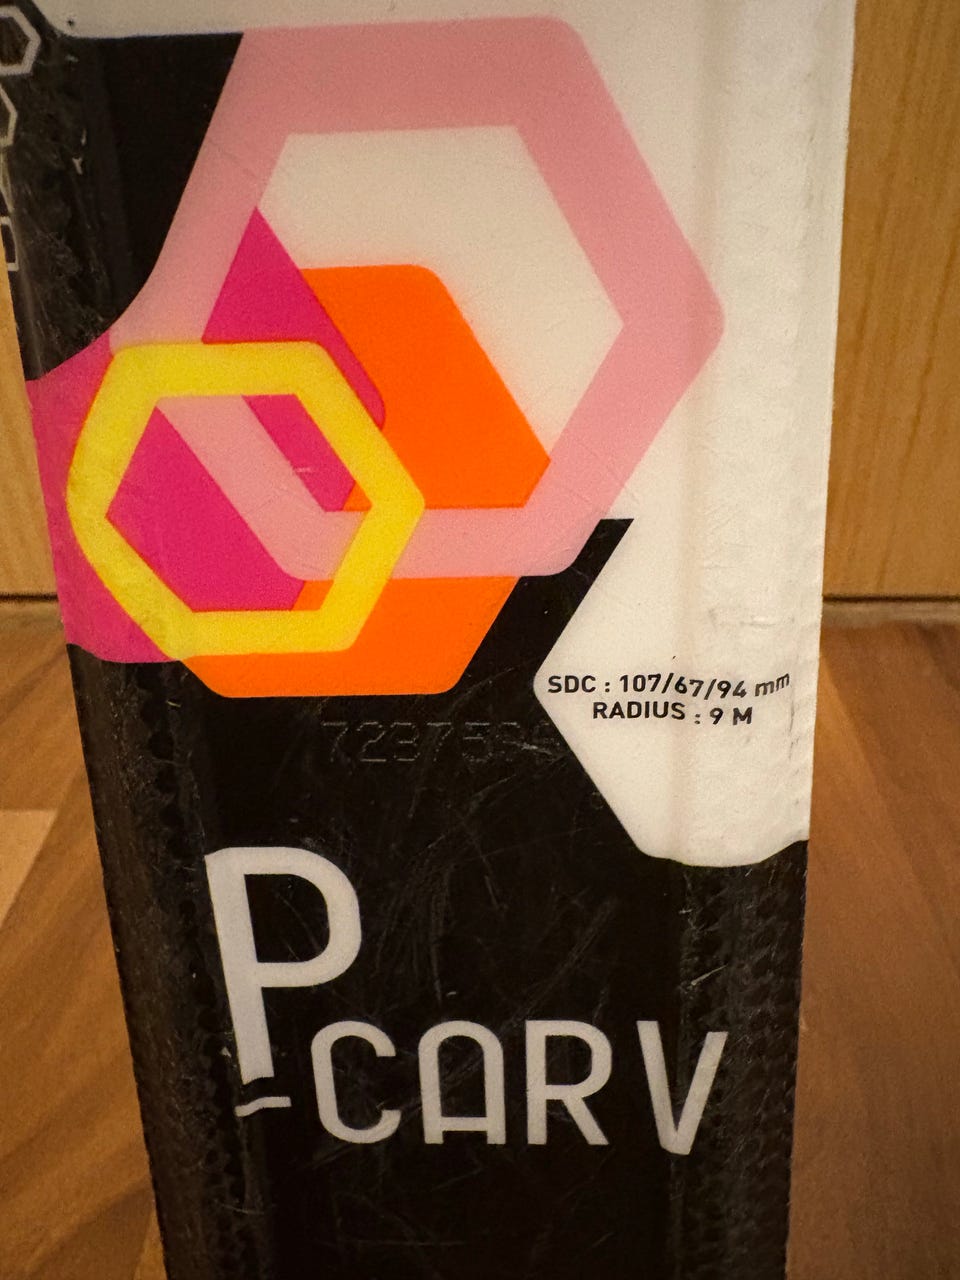 SDC : 107/67/94 mm
RADIUS : 9 M
P
CARV